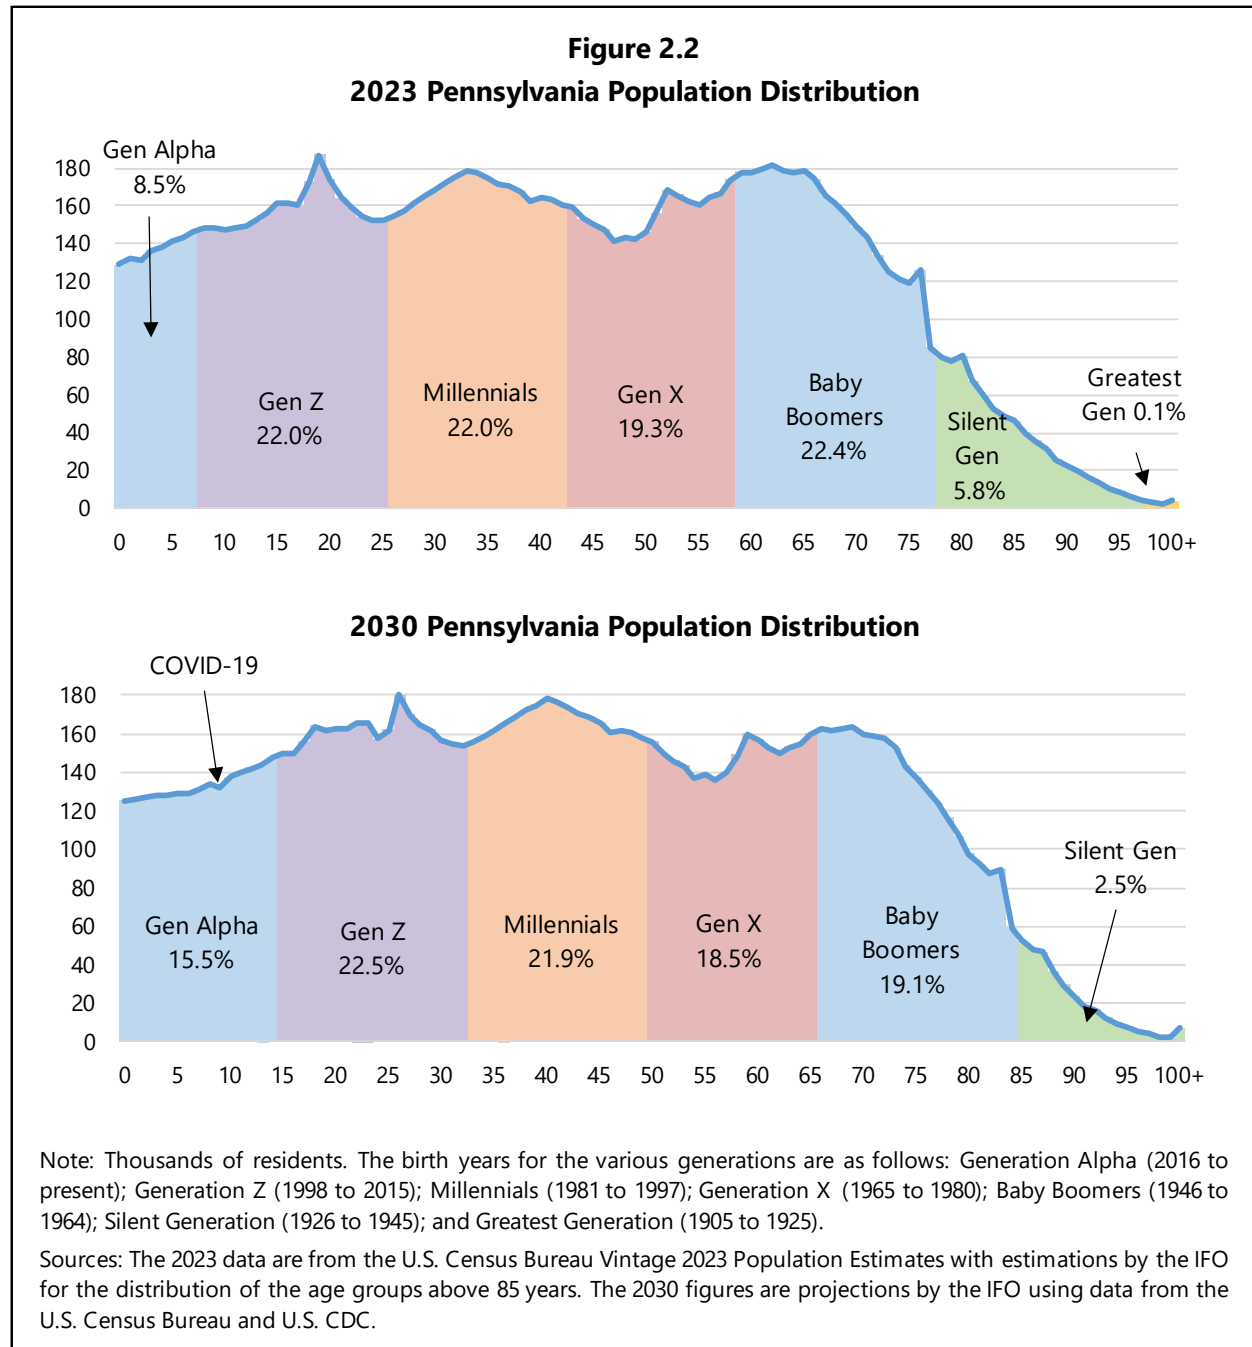 Figure 2.2
2023 Pennsylvania Population Distribution
Gen Alpha
8.5%
180
160
140
120
100
80
60
40
20
0
Gen Z
22.0%
Millennials
22.0%
Gen X
19.3%
Baby
Boomers
22.4%
Silent
Gen
5.8%
Greatest
Gen 0.1%
0 5 10 15 20 25 30 35 40 45 50 55 60 65 70 75 80 85 90 95 100+
2030 Pennsylvania Population Distribution
COVID-19
180
160
140
120
100
80
60
40
20
0
Gen Alpha
15.5%
Gen Z
22.5%
Millennials
21.9%
Gen X
18.5%
Baby
Boomers
19.1%
Silent Gen
2.5%
0 5 10 15 20 25 30 35 40 45 50 55 60 65 70 75 80 85 90 95 100+
Note: Thousands of residents. The birth years for the various generations are as follows: Generation Alpha (2016 to
present); Generation Z (1998 to 2015); Millennials (1981 to 1997); Generation X (1965 to 1980); Baby Boomers (1946 to
1964); Silent Generation (1926 to 1945); and Greatest Generation (1905 to 1925).
Sources: The 2023 data are from the U.S. Census Bureau Vintage 2023 Population Estimates with estimations by the IFO
for the distribution of the age groups above 85 years. The 2030 figures are projections by the IFO using data from the
U.S. Census Bureau and U.S. CDC.